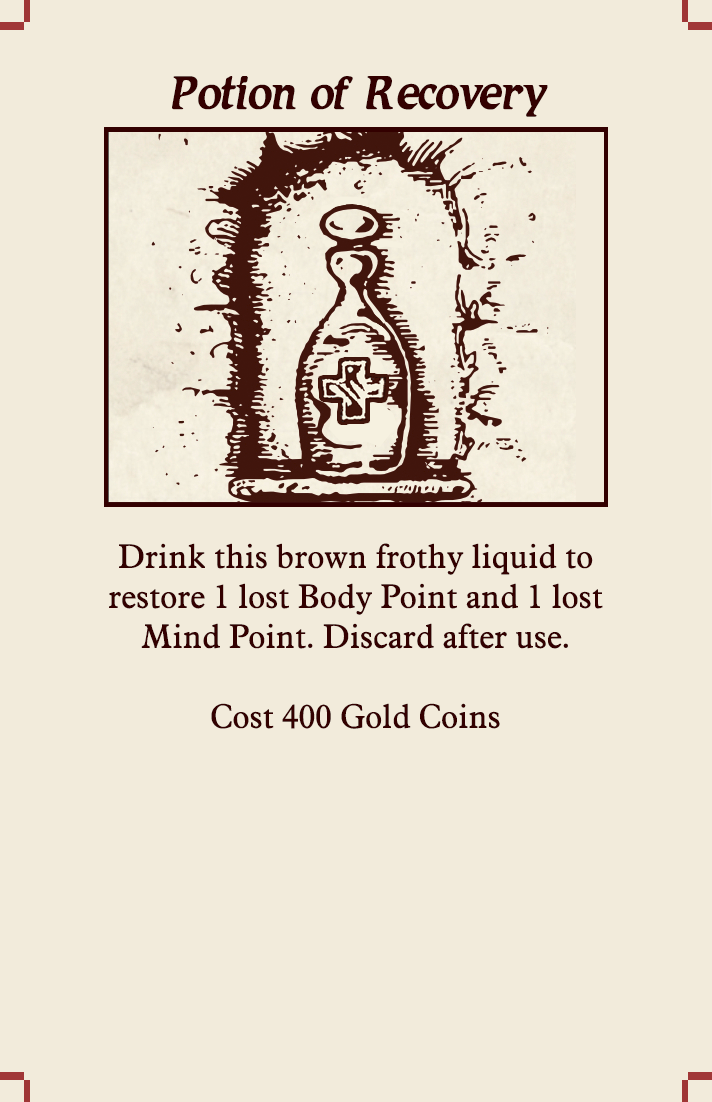 Potion of Recovery
Drink this brown frothy liquid to
restore 1 lost Body Point and 1 lost
Mind Point. Discard after use.
Cost 400 Gold Coins